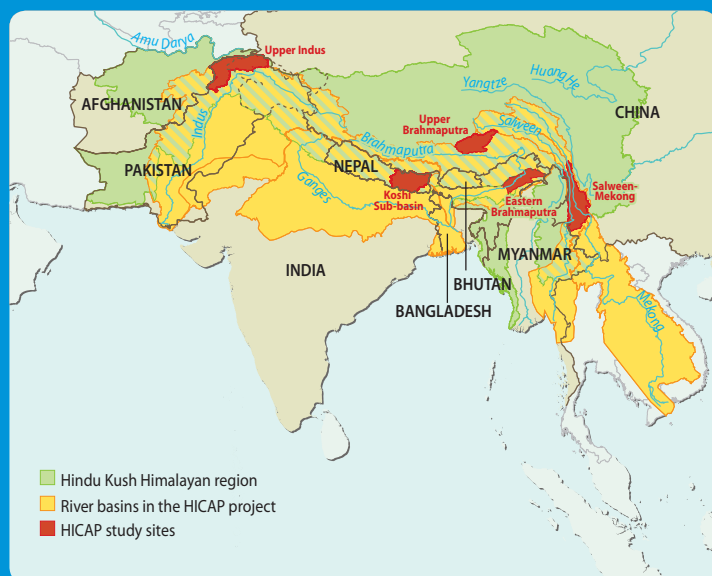 Amu Darya
Upper Indus
AFGHANISTAN
Indus
PAKISTAN
Yangtze
Huang He
CHINA
Upper
Brahmaputra
Salween
Brahmaputra
NEPAL
Ganges
Koshi
Sub-basin
Eastern
Brahmaputra
Salween-
Mekong
INDIA
MYANMAR
BHUTAN
BANGLADESH
Mekong
Hindu Kush Himalayan region
River basins in the HICAP project
HICAP study sites